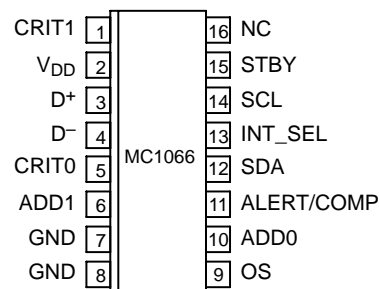 CRIT1 1 16 NC
VDD 2 15 STBY
D+ 3 14 SCL
D– 4 13 INT_SEL
MC1066
CRIT0 5 12 SDA
ADD1 6 11 ALERT/COMP
GND 7 10 ADD0
GND 8 9 OS